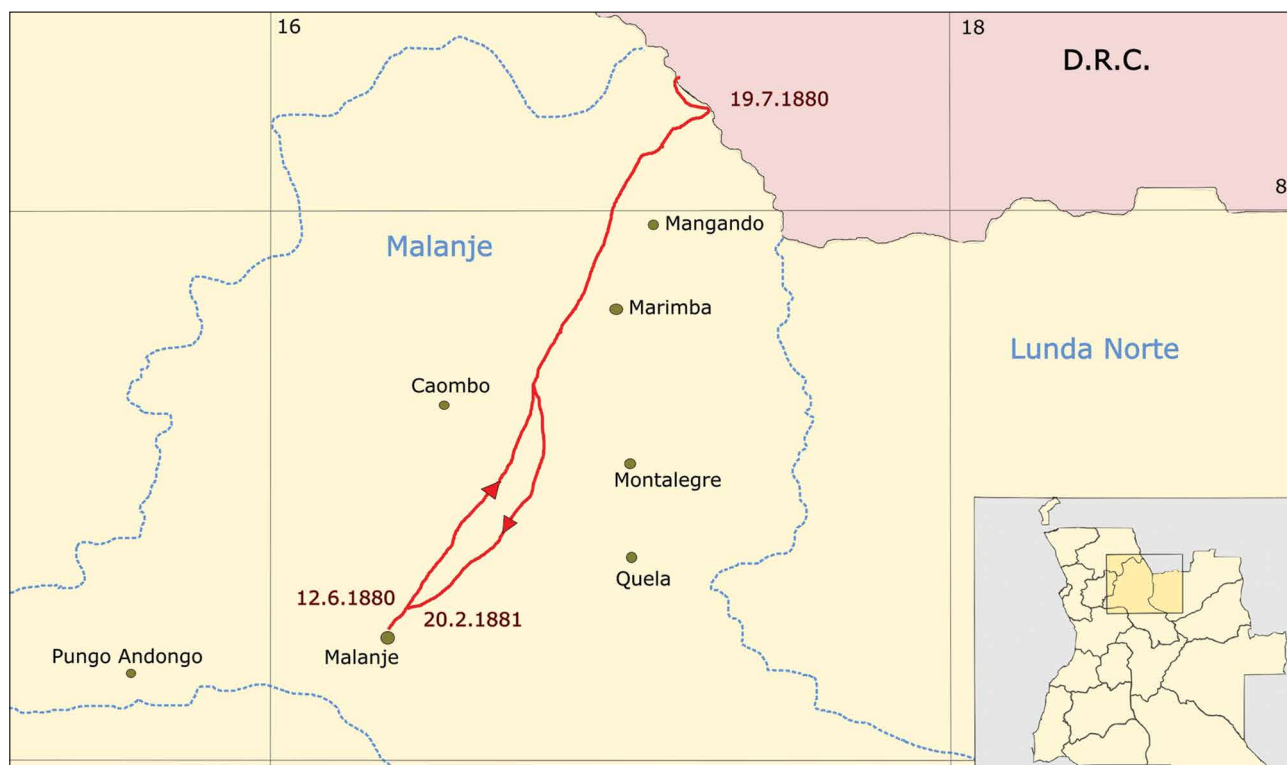 16
18
D.R.C.
19.7.1880
8
Mangando
Malanje
Marimba
Lunda Norte
Caombo
Montalegre
Quela
12.6.1880
20.2.1881
Malanje
Pungo Andongo